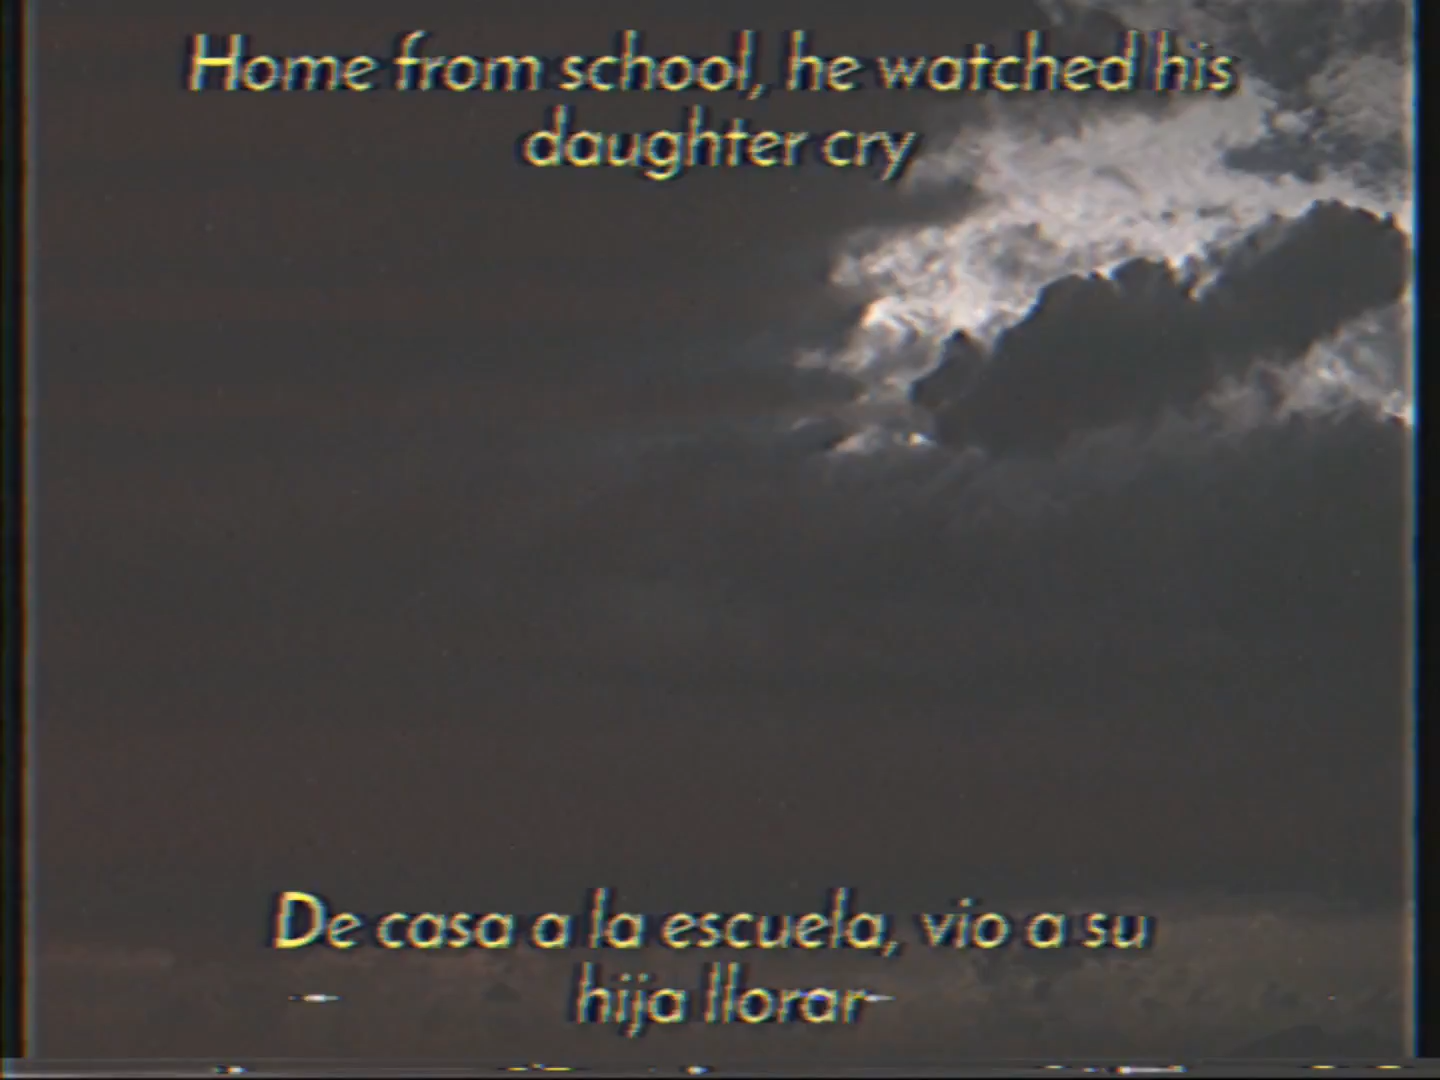 Home from school, he watched his
daughter cry
De casa a la escuela, vio a su
hija llorar